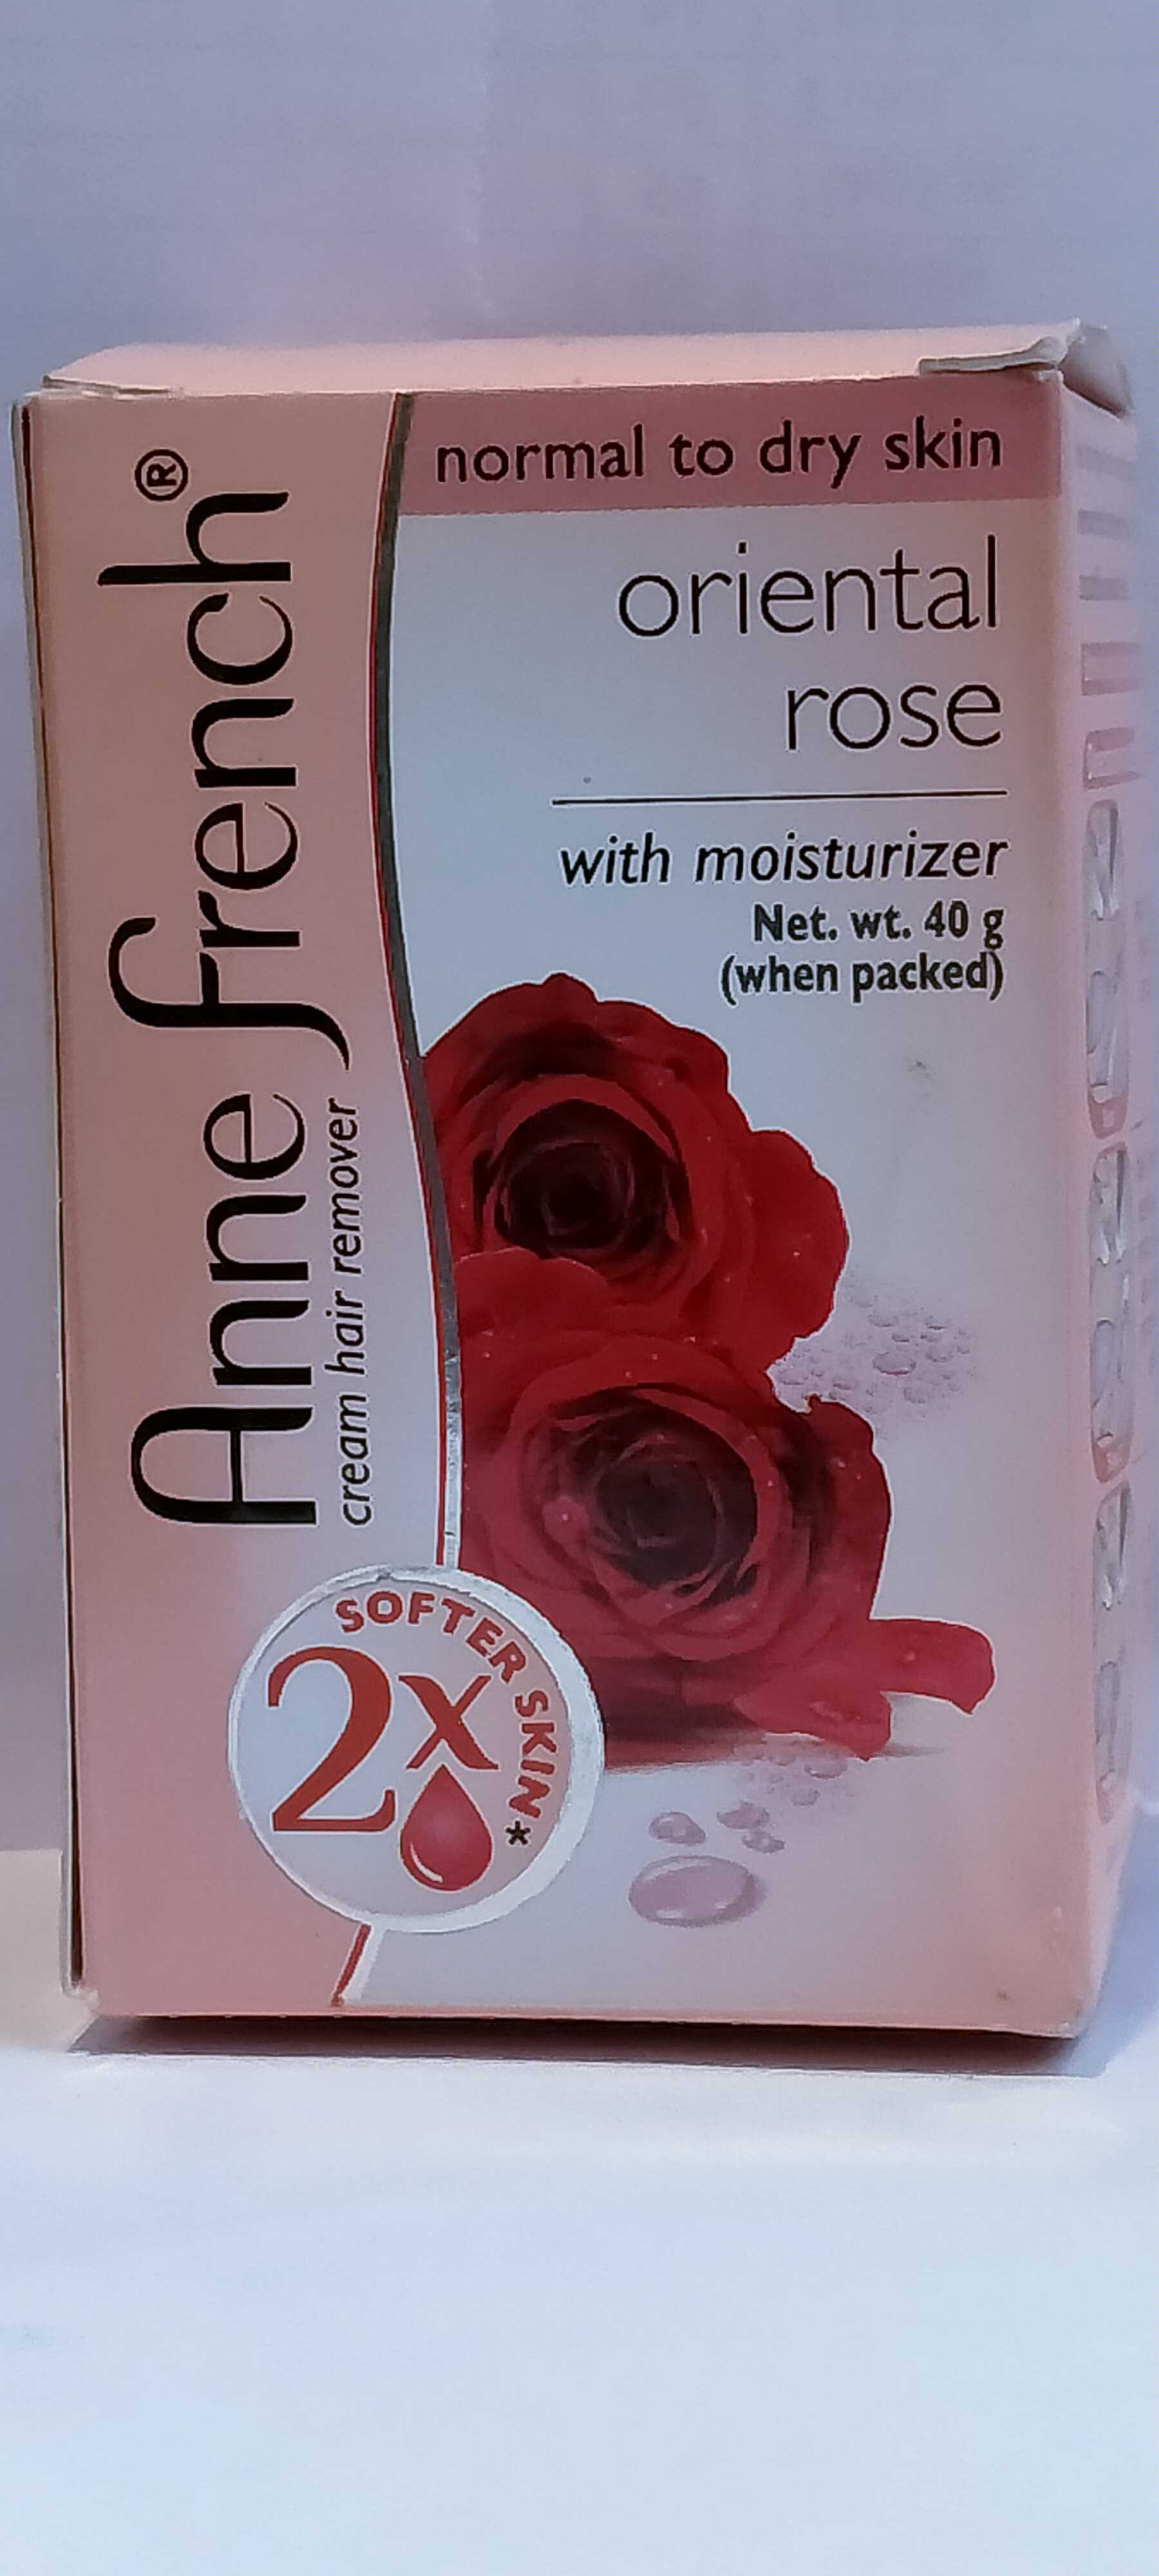 Anne French®
cream hair remover
normal to dry skin
oriental
rose
with moisturizer
Net. wt. 40 g
(when packed)
SOFTER SKIN*
2x